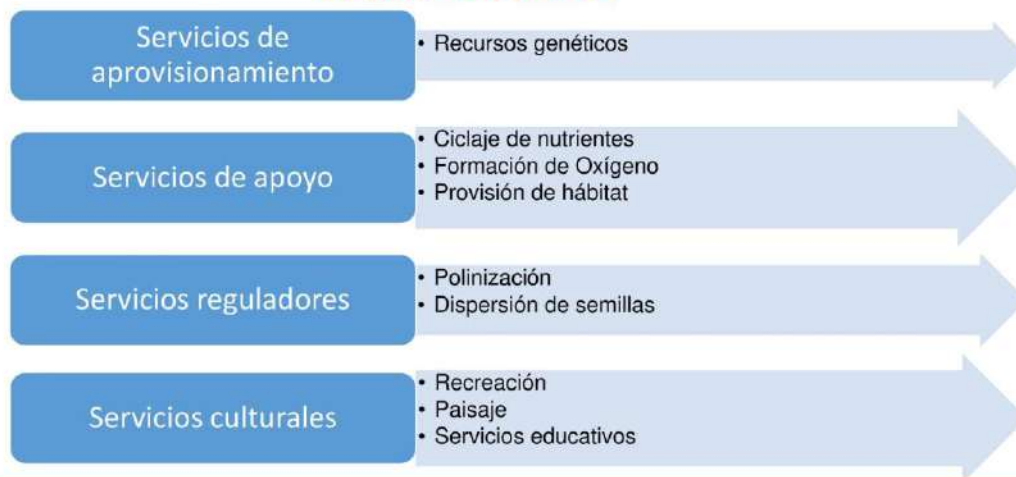 Servicios de
aprovisionamiento
• Recursos genéticos
Servicios de apoyo
• Ciclaje de nutrientes
• Formación de Oxígeno
• Provisión de hábitat
Servicios reguladores
• Polinización
• Dispersión de semillas
Servicios culturales
• Recreación
• Paisaje
• Servicios educativos